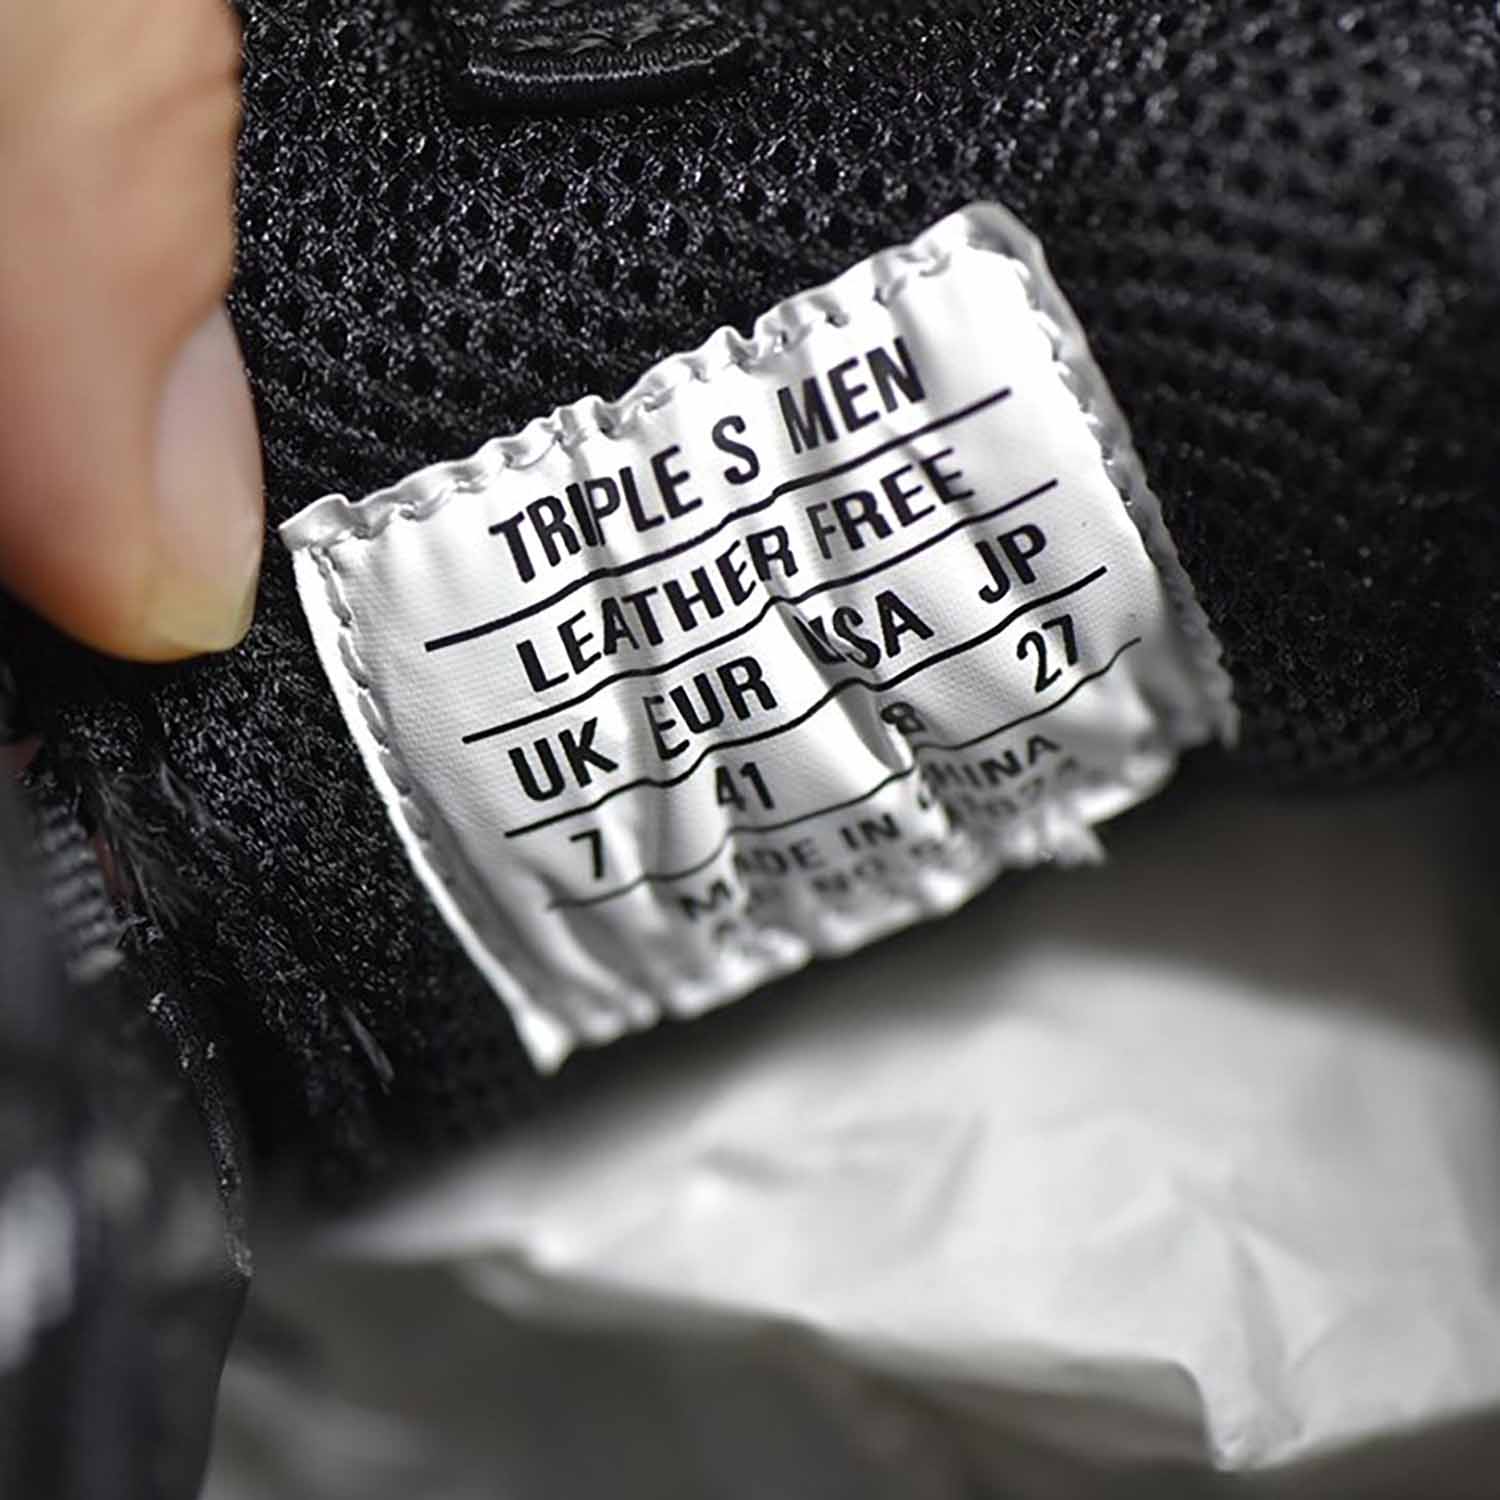 TRIPLE S MEN
LEATHER FREE
UK EUR USA JP
7 41 8 27
MADE IN CHINA